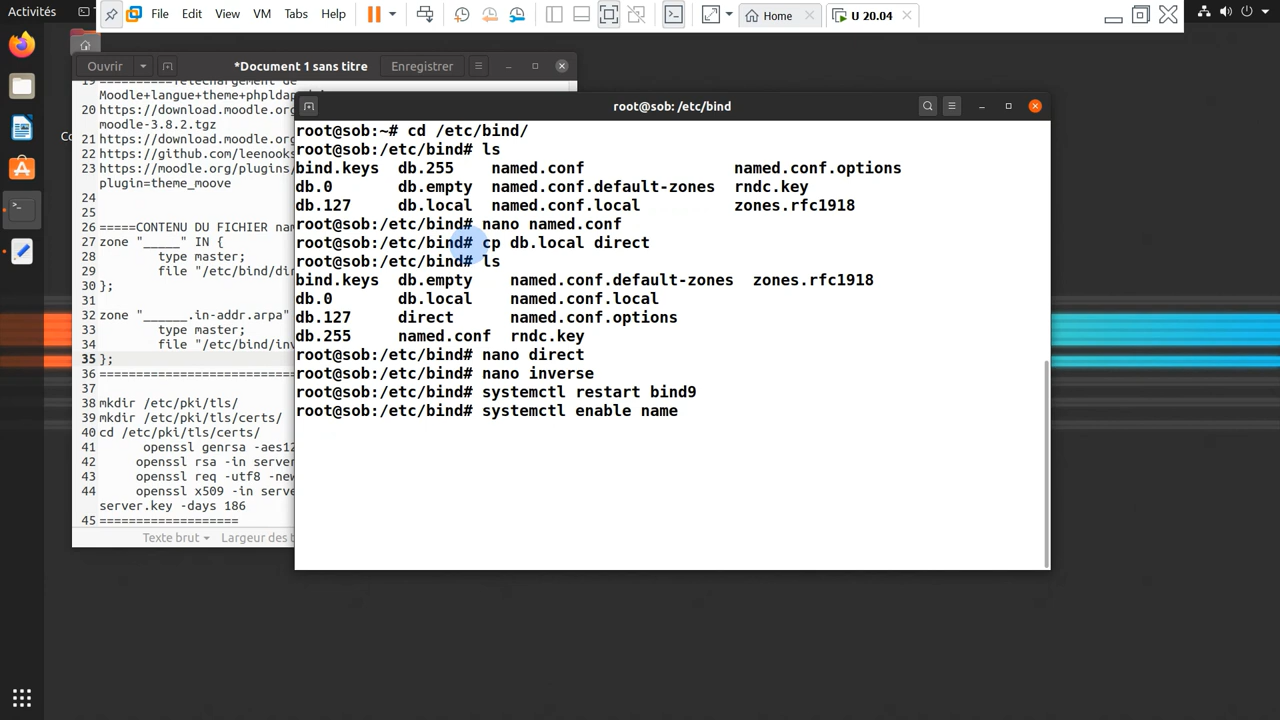 Activités
File Edit View VM Tabs Help
Home
U 20.04
Ouvrir
*Document 1 sans titre
Enregistrer
Moodle+langue+theme+phplda
20 https://download.moodle.org
moodle-3.8.2.tgz
21 https://download.moodle.org
22 https://github.com/leenooks
23 https://moodle.org/plugins/
plugin=theme_moove
24
25
26 =====CONTENU DU FICHIER name
27 zone "_____" IN {
28 type master;
29 file "/etc/bind/dir
30 };
31
32 zone "______.in-addr.arpa"
33 type master;
34 file "/etc/bind/inv
35 };
36 ==========================
37
38 mkdir /etc/pki/tls/
39 mkdir /etc/pki/tls/certs/
40 cd /etc/pki/tls/certs/
41 openssl genrsa -aes12
42 openssl rsa -in server
43 openssl req -utf8 -new
44 openssl x509 -in serve
server.key -days 186
45 ===================
Texte brut
Largeur des t
root@sob: /etc/bind
root@sob:~# cd /etc/bind/
root@sob:/etc/bind# ls
bind.keys db.255 named.conf named.conf.options
db.0 db.empty named.conf.default-zones rndc.key
db.127 db.local named.conf.local zones.rfc1918
root@sob:/etc/bind# nano named.conf
root@sob:/etc/bind# cp db.local direct
root@sob:/etc/bind# ls
bind.keys db.empty named.conf.default-zones zones.rfc1918
db.0 db.local named.conf.local
db.127 direct named.conf.options
db.255 named.conf rndc.key
root@sob:/etc/bind# nano direct
root@sob:/etc/bind# nano inverse
root@sob:/etc/bind# systemctl restart bind9
root@sob:/etc/bind# systemctl enable name